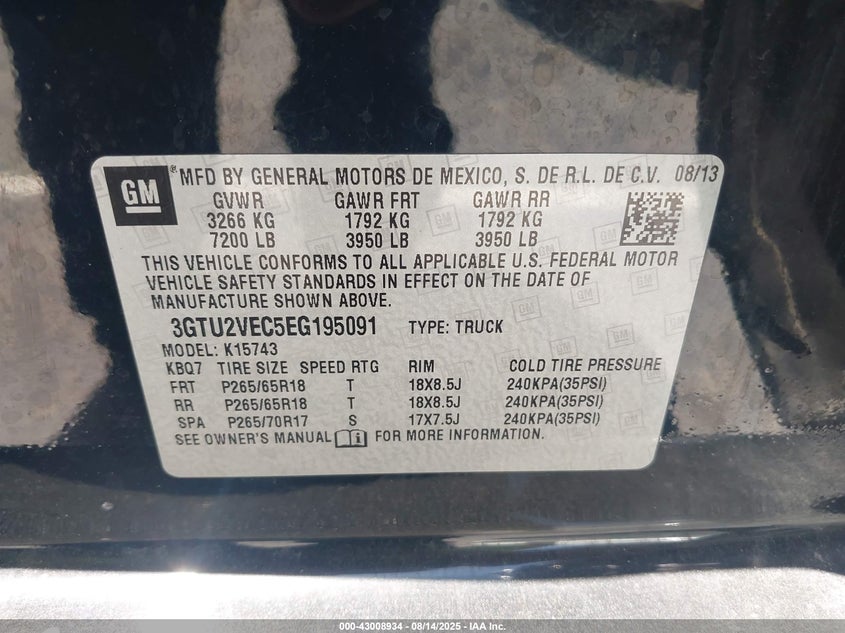 GM ® MFD BY GENERAL MOTORS DE MEXICO, S. DE R.L. DE C.V. 08/13
GVWR GAWR FRT GAWR RR
3266 KG 1792 KG 1792 KG
7200 LB 3950 LB 3950 LB
THIS VEHICLE CONFORMS TO ALL APPLICABLE U.S. FEDERAL MOTOR
VEHICLE SAFETY STANDARDS IN EFFECT ON THE DATE OF
MANUFACTURE SHOWN ABOVE.
3GTU2VEC5EG195091 TYPE: TRUCK
MODEL: K15743
KBQ7 TIRE SIZE SPEED RTG RIM COLD TIRE PRESSURE
FRT P265/65R18 T 18X8.5J 240KPA(35PSI)
RR P265/65R18 T 18X8.5J 240KPA(35PSI)
SPA P265/70R17 S 17X7.5J 240KPA(35PSI)
SEE OWNER'S MANUAL FOR MORE INFORMATION.
000-43008934 - 08/14/2025 - IAA Inc.